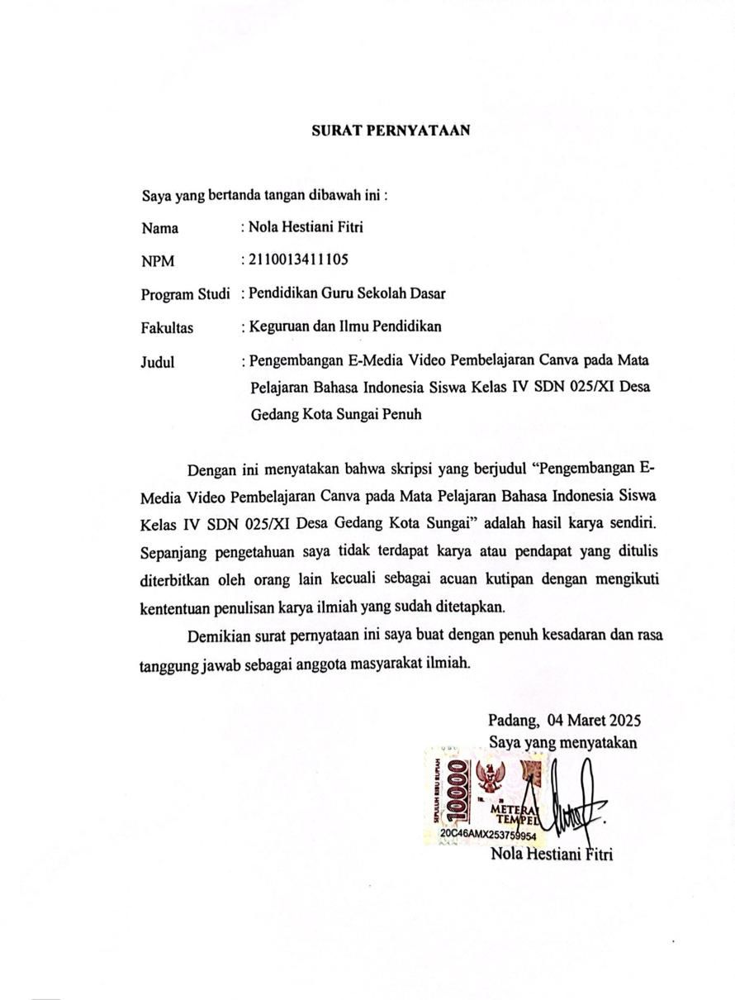 SURAT PERNYATAAN
Saya yang bertanda tangan dibawah ini :
Nama : Nola Hestiani Fitri
NPM : 2110013411105
Program Studi : Pendidikan Guru Sekolah Dasar
Fakultas : Keguruan dan Ilmu Pendidikan
Judul : Pengembangan E-Media Video Pembelajaran Canva pada Mata
Pelajaran Bahasa Indonesia Siswa Kelas IV SDN 025/XI Desa
Gedang Kota Sungai Penuh
Dengan ini menyatakan bahwa skripsi yang berjudul “Pengembangan E-
Media Video Pembelajaran Canva pada Mata Pelajaran Bahasa Indonesia Siswa
Kelas IV SDN 025/XI Desa Gedang Kota Sungai” adalah hasil karya sendiri.
Sepanjang pengetahuan saya tidak terdapat karya atau pendapat yang ditulis
diterbitkan oleh orang lain kecuali sebagai acuan kutipan dengan mengikuti
kententuan penulisan karya ilmiah yang sudah ditetapkan.
Demikian surat pernyataan ini saya buat dengan penuh kesadaran dan rasa
tanggung jawab sebagai anggota masyarakat ilmiah.
Padang, 04 Maret 2025
Saya yang menyatakan
SEPULUH RIBU RUPIAH
10000
METERAI
TEMPEL
20C46AMX253759954
Nola Hestiani Fitri